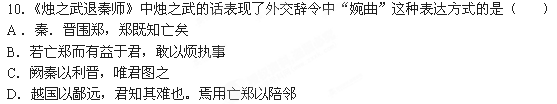 10.《烛之武退秦师》中烛之武的话表现了外交辞令中“婉曲”这种表达方式的是（　　）
A．秦．晋围郑，郑既知亡矣
B．若亡郑而有益于君，敢以烦执事
C．阙秦以利晋，唯君图之
D．越国以鄙远，君知其难也。焉用亡郑以陪邻